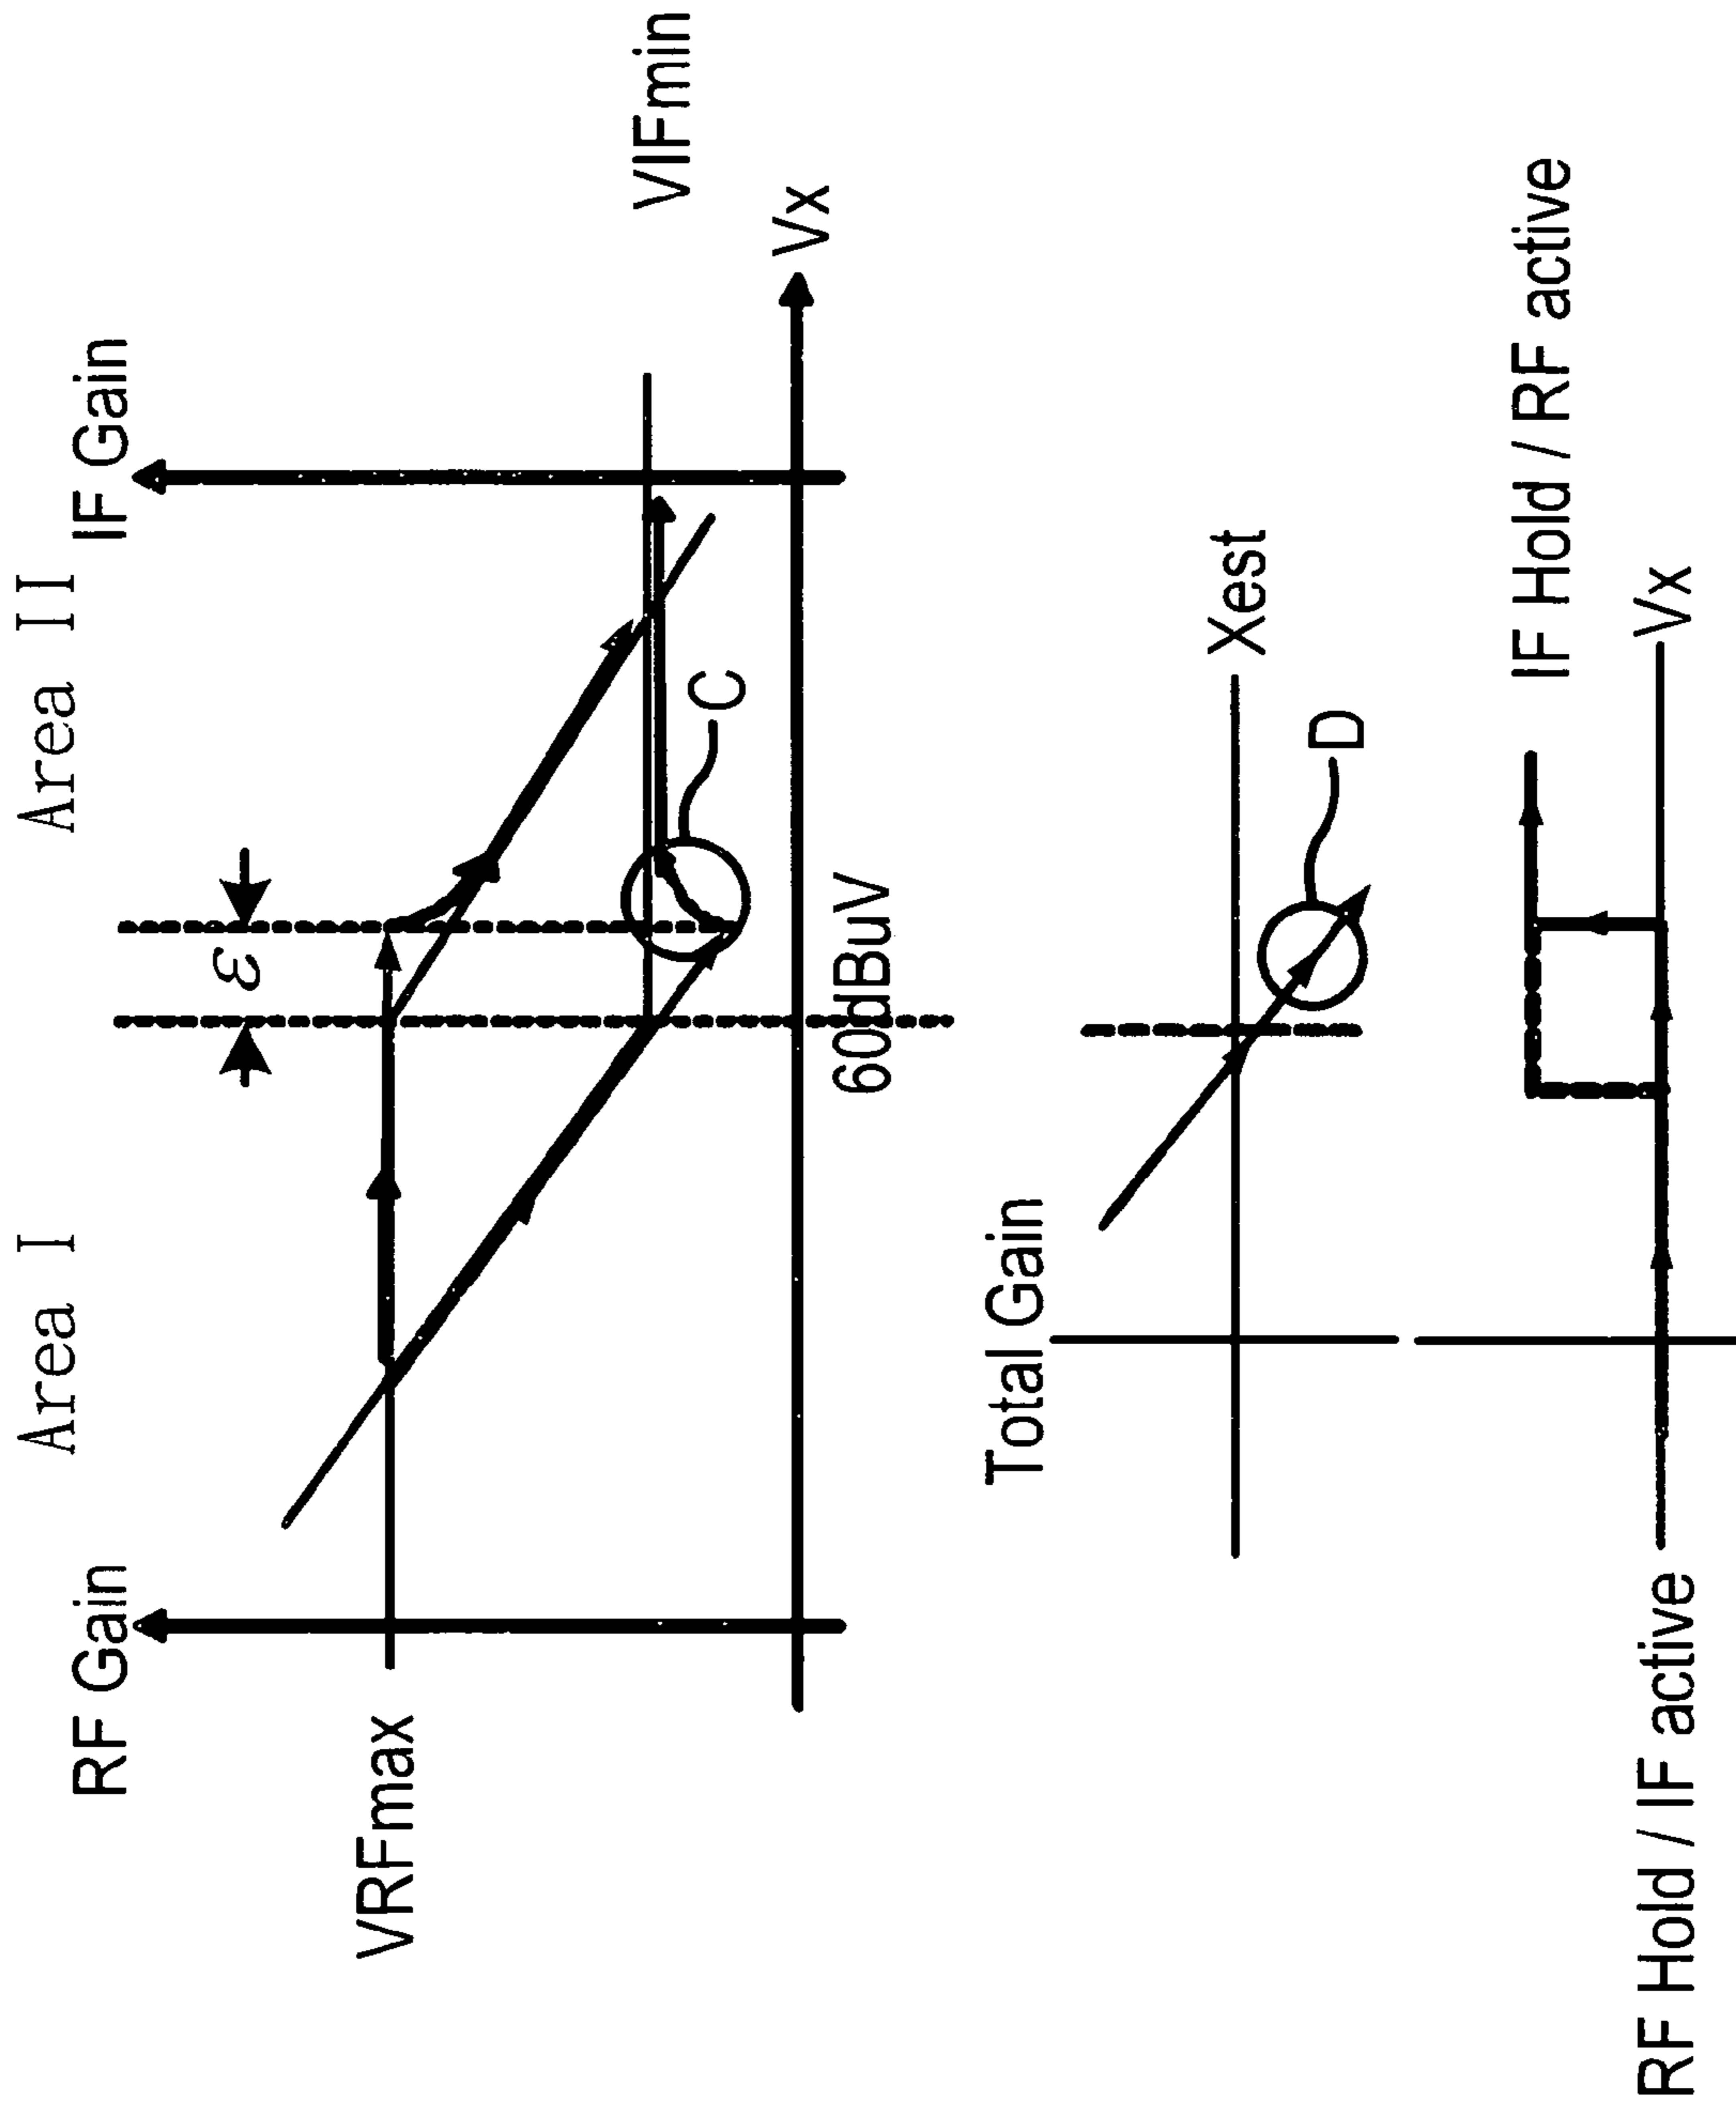 Area I
Area II
RF Gain
IF Gain
ε
VRFmax
VIFmin
C
Vx
60dBuV
Total Gain
Xest
D
IF Hold / RF active
RF Hold / IF active
Vx